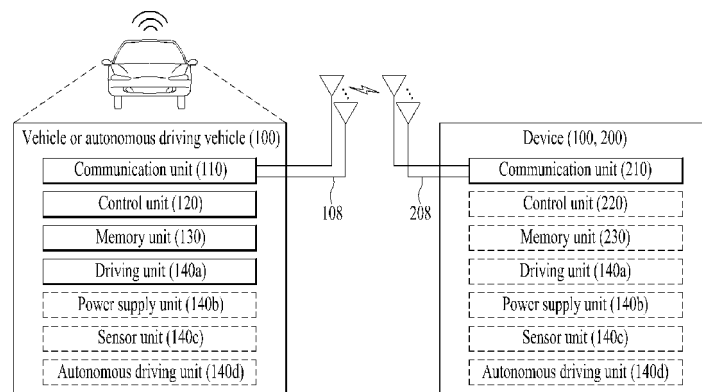 Vehicle or autonomous driving vehicle (100)
Communication unit (110)
Control unit (120)
Memory unit (130)
Driving unit (140a)
Power supply unit (140b)
Sensor unit (140c)
Autonomous driving unit (140d)
108
208
Device (100, 200)
Communication unit (210)
Control unit (220)
Memory unit (230)
Driving unit (140a)
Power supply unit (140b)
Sensor unit (140c)
Autonomous driving unit (140d)